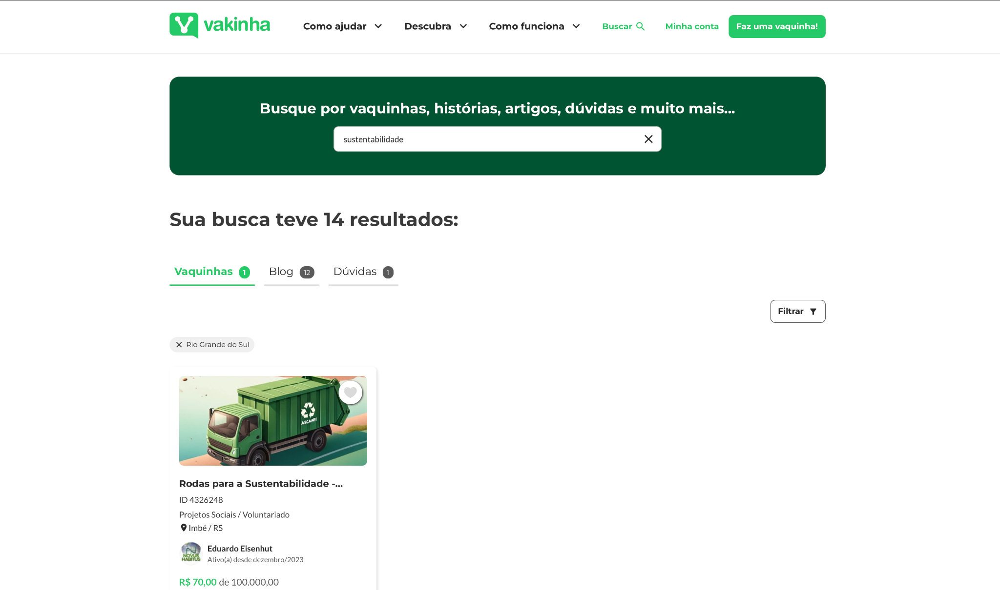 vakinha
Como ajudar
Descubra
Como funciona
Buscar
Minha conta
Faz uma vaquinha!
Busque por vaquinhas, histórias, artigos, dúvidas e muito mais...
sustentabilidade
Sua busca teve 14 resultados:
Vaquinhas 1
Blog 12
Dúvidas 1
Filtrar
Rio Grande do Sul
ASCAMBI
Rodas para a Sustentabilidade -...
ID 4326248
Projetos Sociais / Voluntariado
Imbé / RS
NOVUS
HABITUS
Eduardo Eisenhut
Ativo(a) desde dezembro/2023
R$ 70,00 de 100.000,00